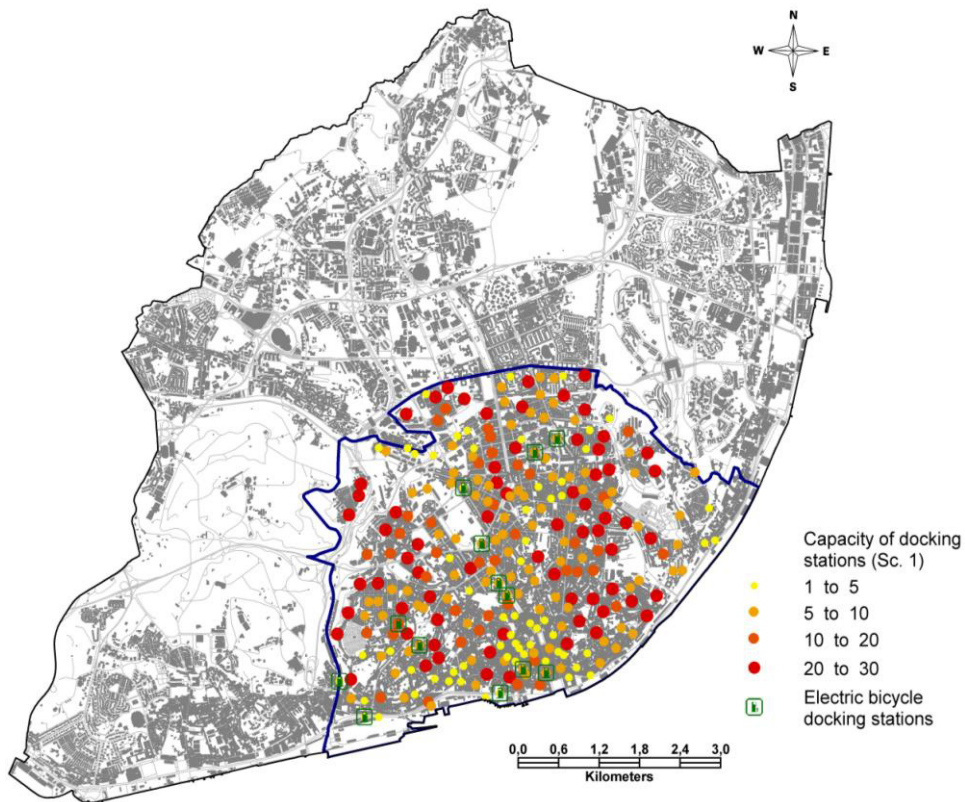 N
W E
S
Capacity of docking
stations (Sc. 1)
1 to 5
5 to 10
10 to 20
20 to 30
Electric bicycle
docking stations
0,0 0,6 1,2 1,8 2,4 3,0
Kilometers